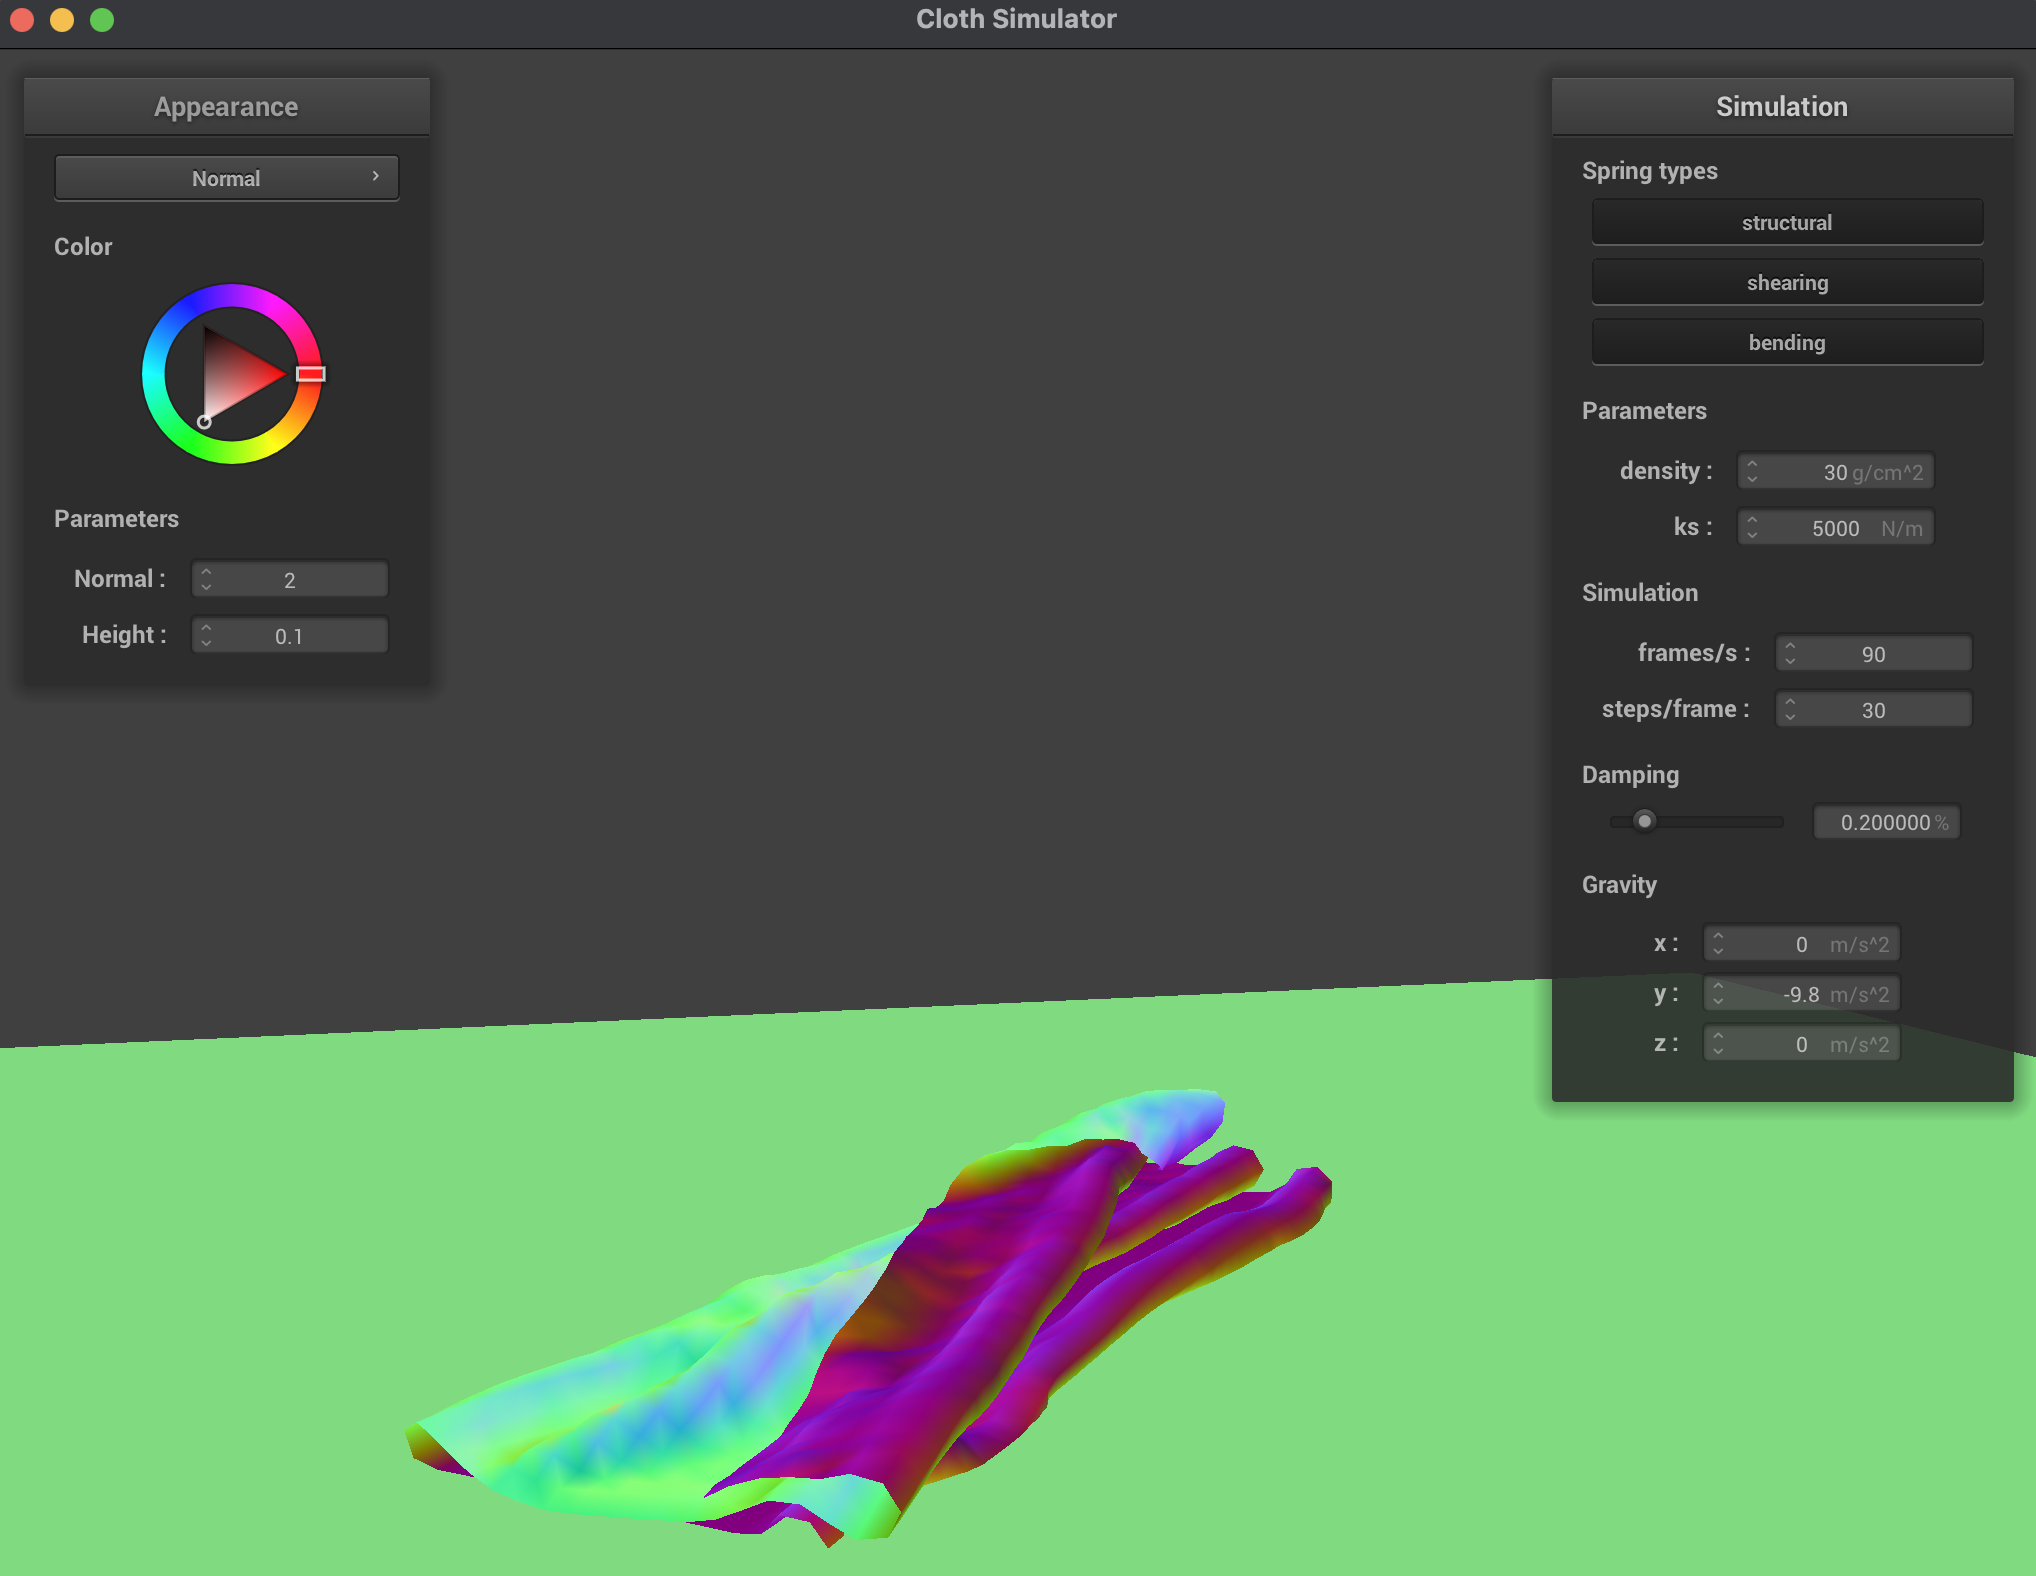 Cloth Simulator
Appearance
Normal
Color
Parameters
Normal : 2
Height : 0.1
Simulation
Spring types
structural
shearing
bending
Parameters
density : 30 g/cm^2
ks : 5000 N/m
Simulation
frames/s : 90
steps/frame : 30
Damping
0.200000 %
Gravity
x : 0 m/s^2
y : -9.8 m/s^2
z : 0 m/s^2